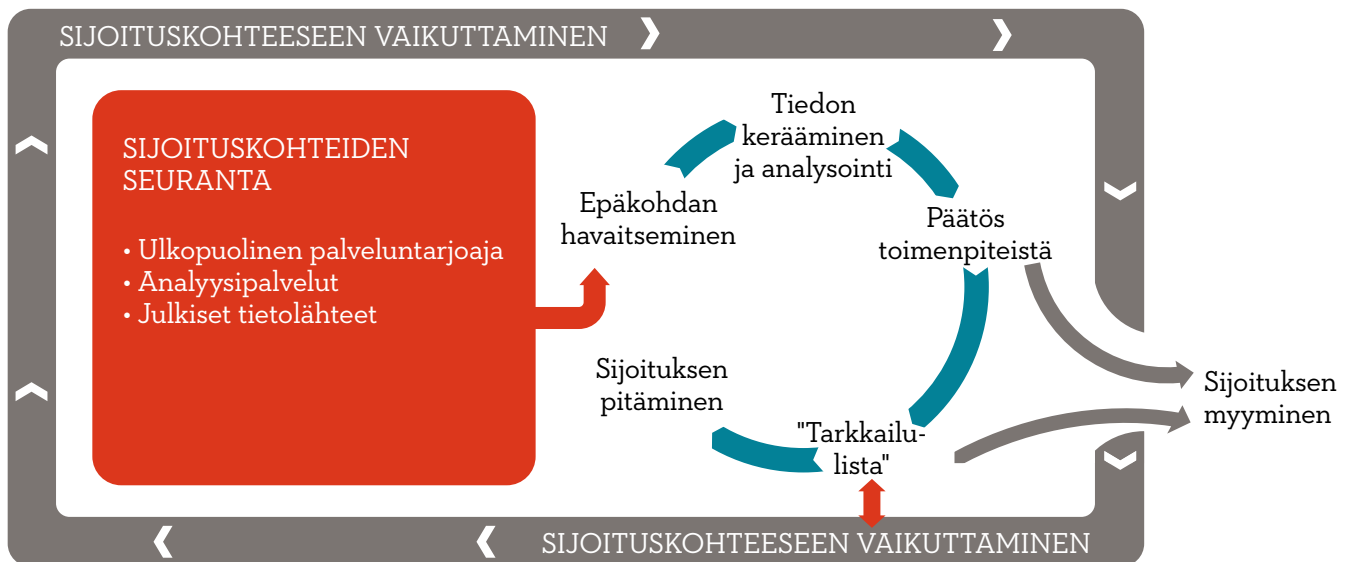 SIJOITUSKOHTEESEEN VAIKUTTAMINEN
SIJOITUSKOHTEIDEN
SEURANTA
• Ulkopuolinen palveluntarjoaja
• Analyysipalvelut
• Julkiset tietolähteet
Epäkohdan
havaitseminen
Tiedon
kerääminen
ja analysointi
Päätös
toimenpiteistä
"Tarkkailu-
lista"
Sijoituksen
pitäminen
Sijoituksen
myyminen
SIJOITUSKOHTEESEEN VAIKUTTAMINEN